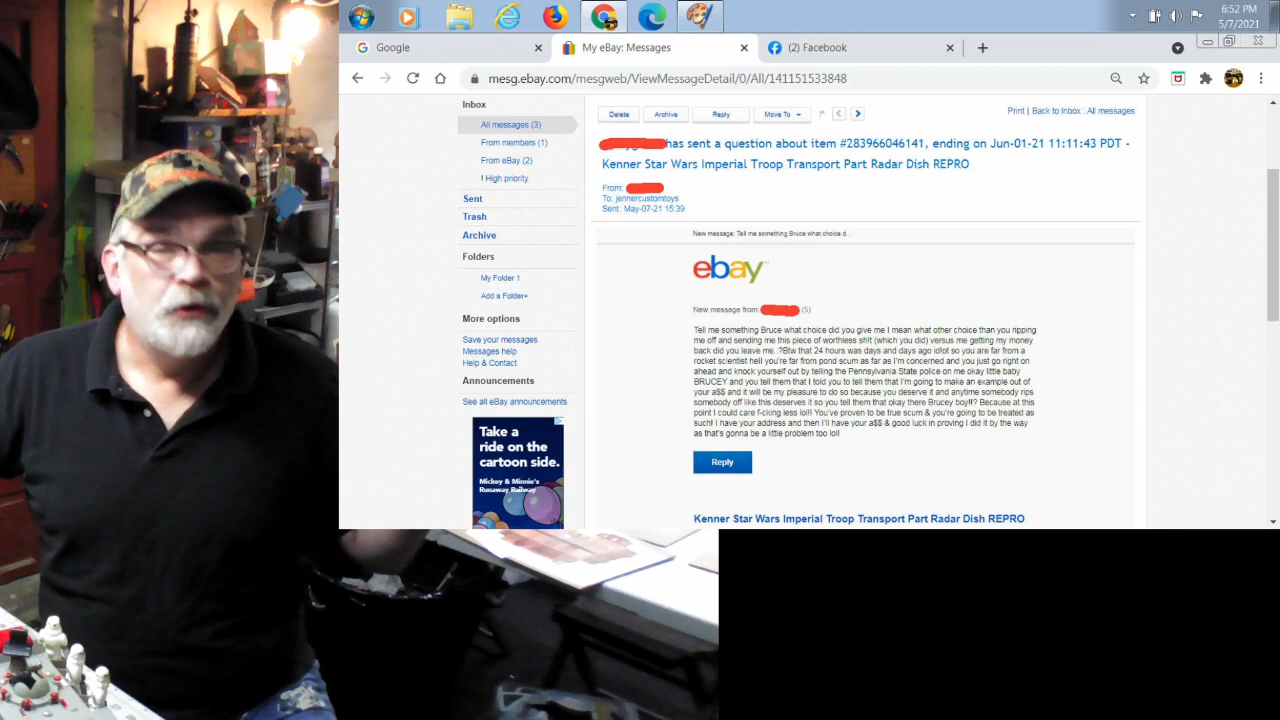 6:52 PM
5/7/2021
Google
My eBay: Messages
(2) Facebook
mesg.ebay.com/mesgweb/ViewMessageDetail/0/All/141151533848
Inbox
All messages (3)
From members (1)
From eBay (2)
! High priority
Sent
Trash
Archive
Folders
My Folder 1
Add a Folder+
More options
Save your messages
Messages help
Help & Contact
Announcements
See all eBay announcements
Take a
ride on the
cartoon side.
Mickey & Minnie's
Runaway Railway
Delete
Archive
Reply
Move To
Print | Back to Inbox : All messages
has sent a question about item #283966046141, ending on Jun-01-21 11:11:43 PDT -
Kenner Star Wars Imperial Troop Transport Part Radar Dish REPRO
From:
To: jennercustomtoys
Sent: May-07-21 15:39
New message: Tell me something Bruce what choice d...
ebay
New message from: (5)
Tell me something Bruce what choice did you give me I mean what other choice than you ripping
me off and sending me this piece of worthless sh!t (which you did) versus me getting my money
back did you leave me..?Btw that 24 hours was days and days ago idIot so you are far from a
rocket scientist hell you're far from pond scum as far as I'm concerned and you just go right on
ahead and knock yourself out by telling the Pennsylvania State police on me okay little baby
BRUCEY and you tell them that I told you to tell them that I'm going to make an example out of
your a$$ and it will be my pleasure to do so because you deserve it and anytime somebody rips
somebody off like this deserves it so you tell them that okay there Brucey boy!!? Because at this
point I could care f-cking less lol!! You've proven to be true scum & you're going to be treated as
such!! I have your address and then I'll have your a$$ & good luck in proving I did it by the way
as that's gonna be a little problem too lol!
Reply
Kenner Star Wars Imperial Troop Transport Part Radar Dish REPRO